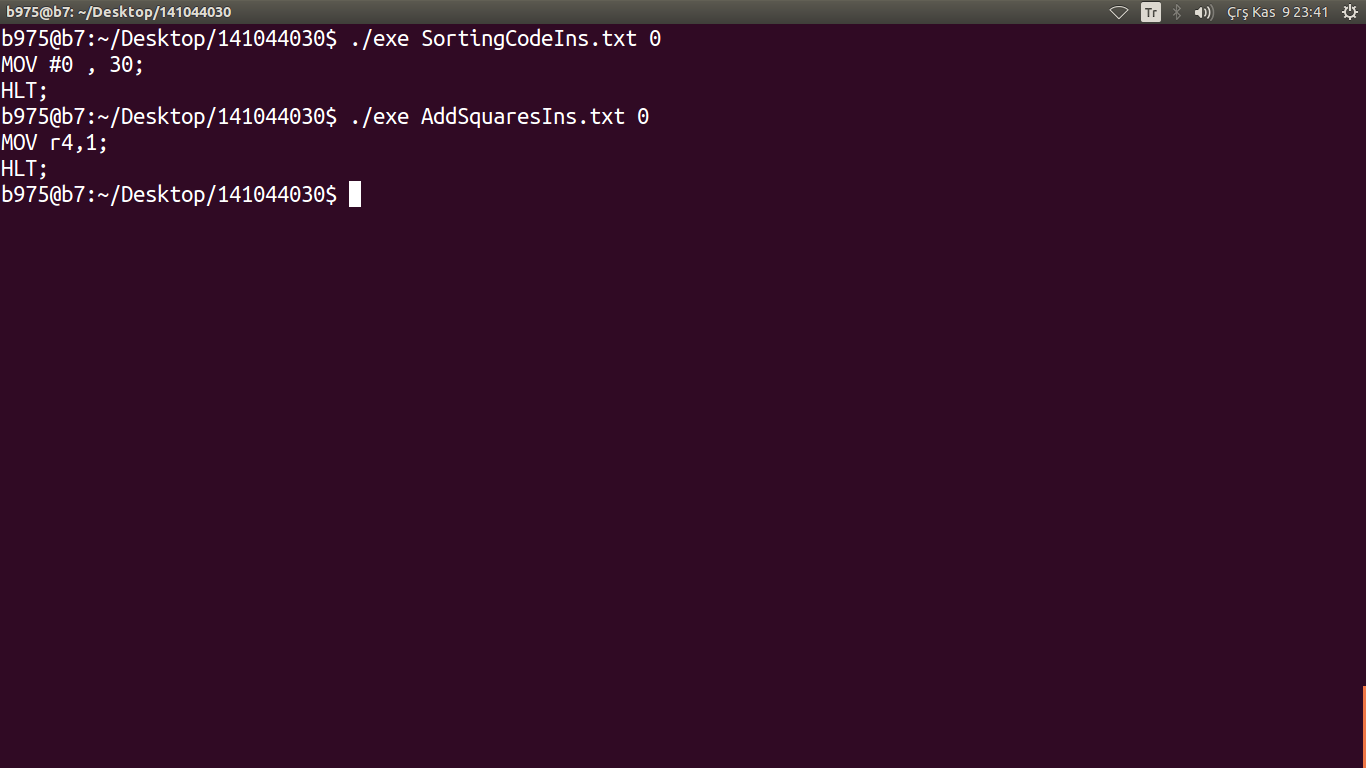 b975@b7: ~/Desktop/141044030
Tr
Çrş Kas 9 23:41
b975@b7:~/Desktop/141044030$ ./exe SortingCodeIns.txt 0
MOV #0 , 30;
HLT;
b975@b7:~/Desktop/141044030$ ./exe AddSquaresIns.txt 0
MOV r4,1;
HLT;
b975@b7:~/Desktop/141044030$